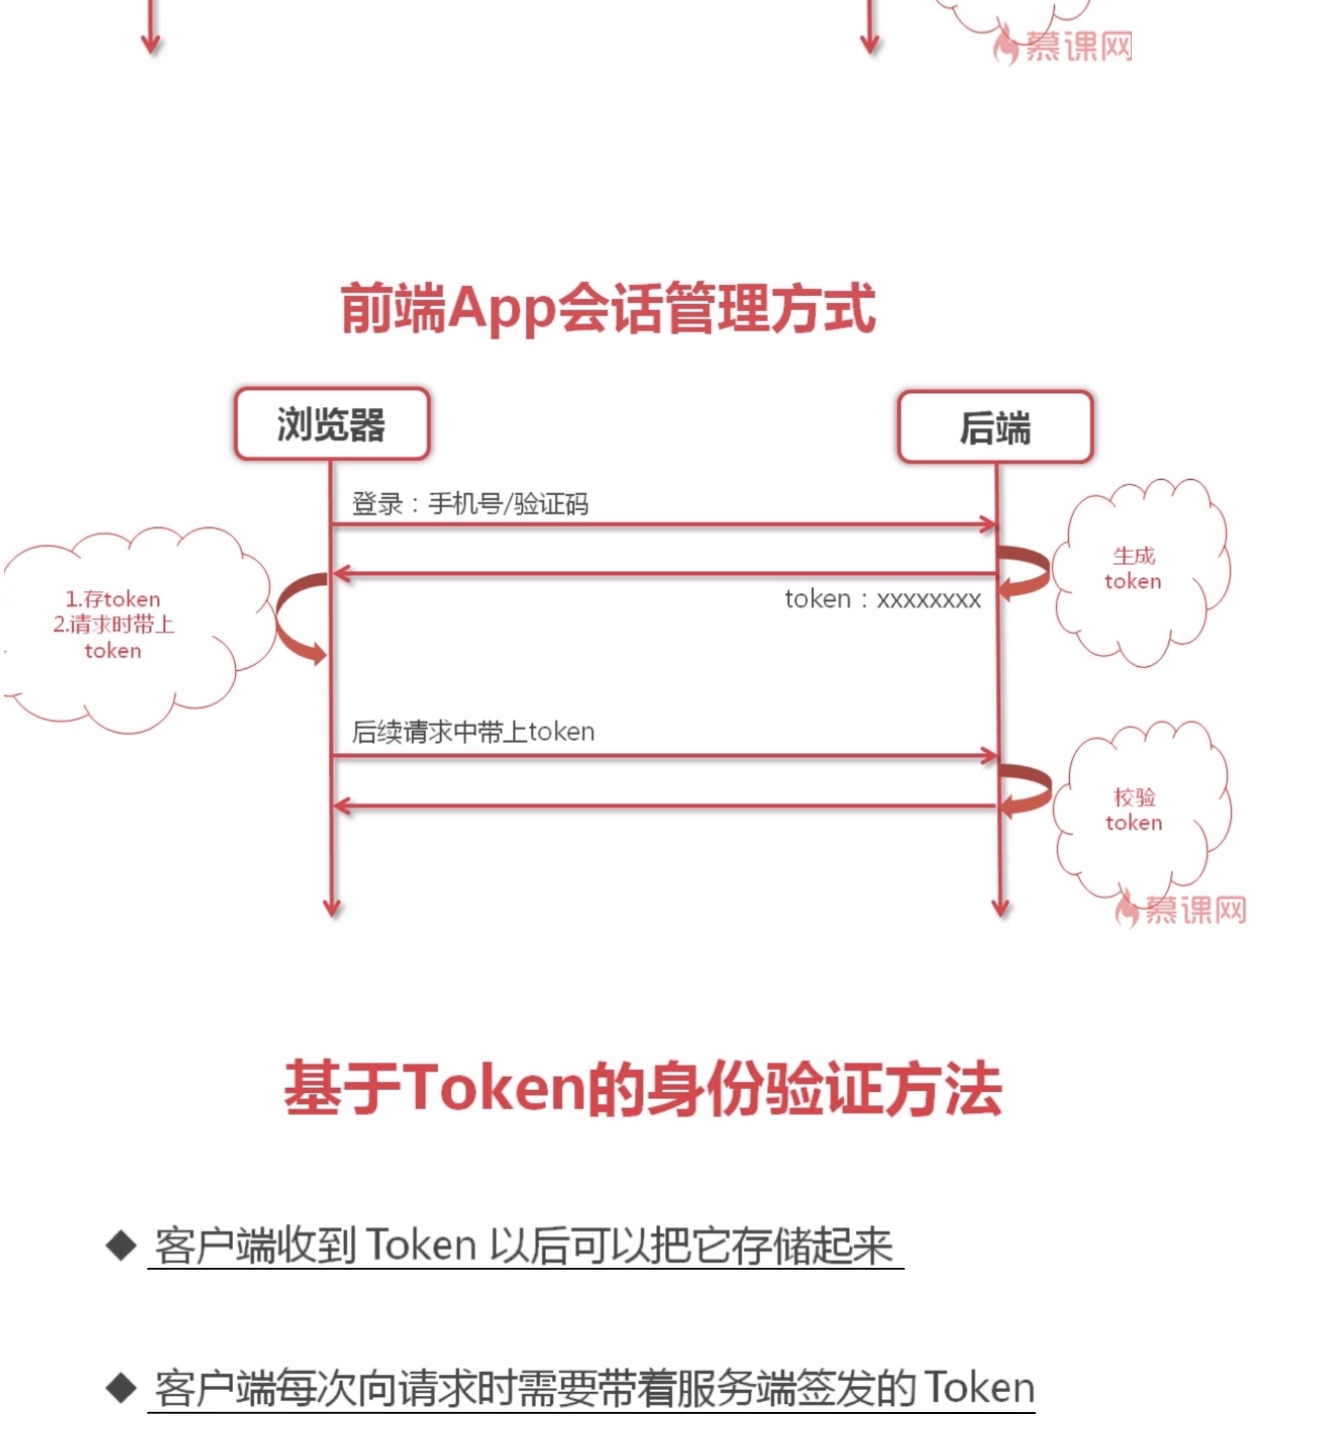 慕课网
前端App会话管理方式
浏览器
后端
登录：手机号/验证码
生成
token
token：xxxxxxxx
1.存token
2.请求时带上
token
后续请求中带上token
校验
token
慕课网
基于Token的身份验证方法
◆ 客户端收到 Token 以后可以把它存储起来
◆ 客户端每次向请求时需要带着服务端签发的 Token